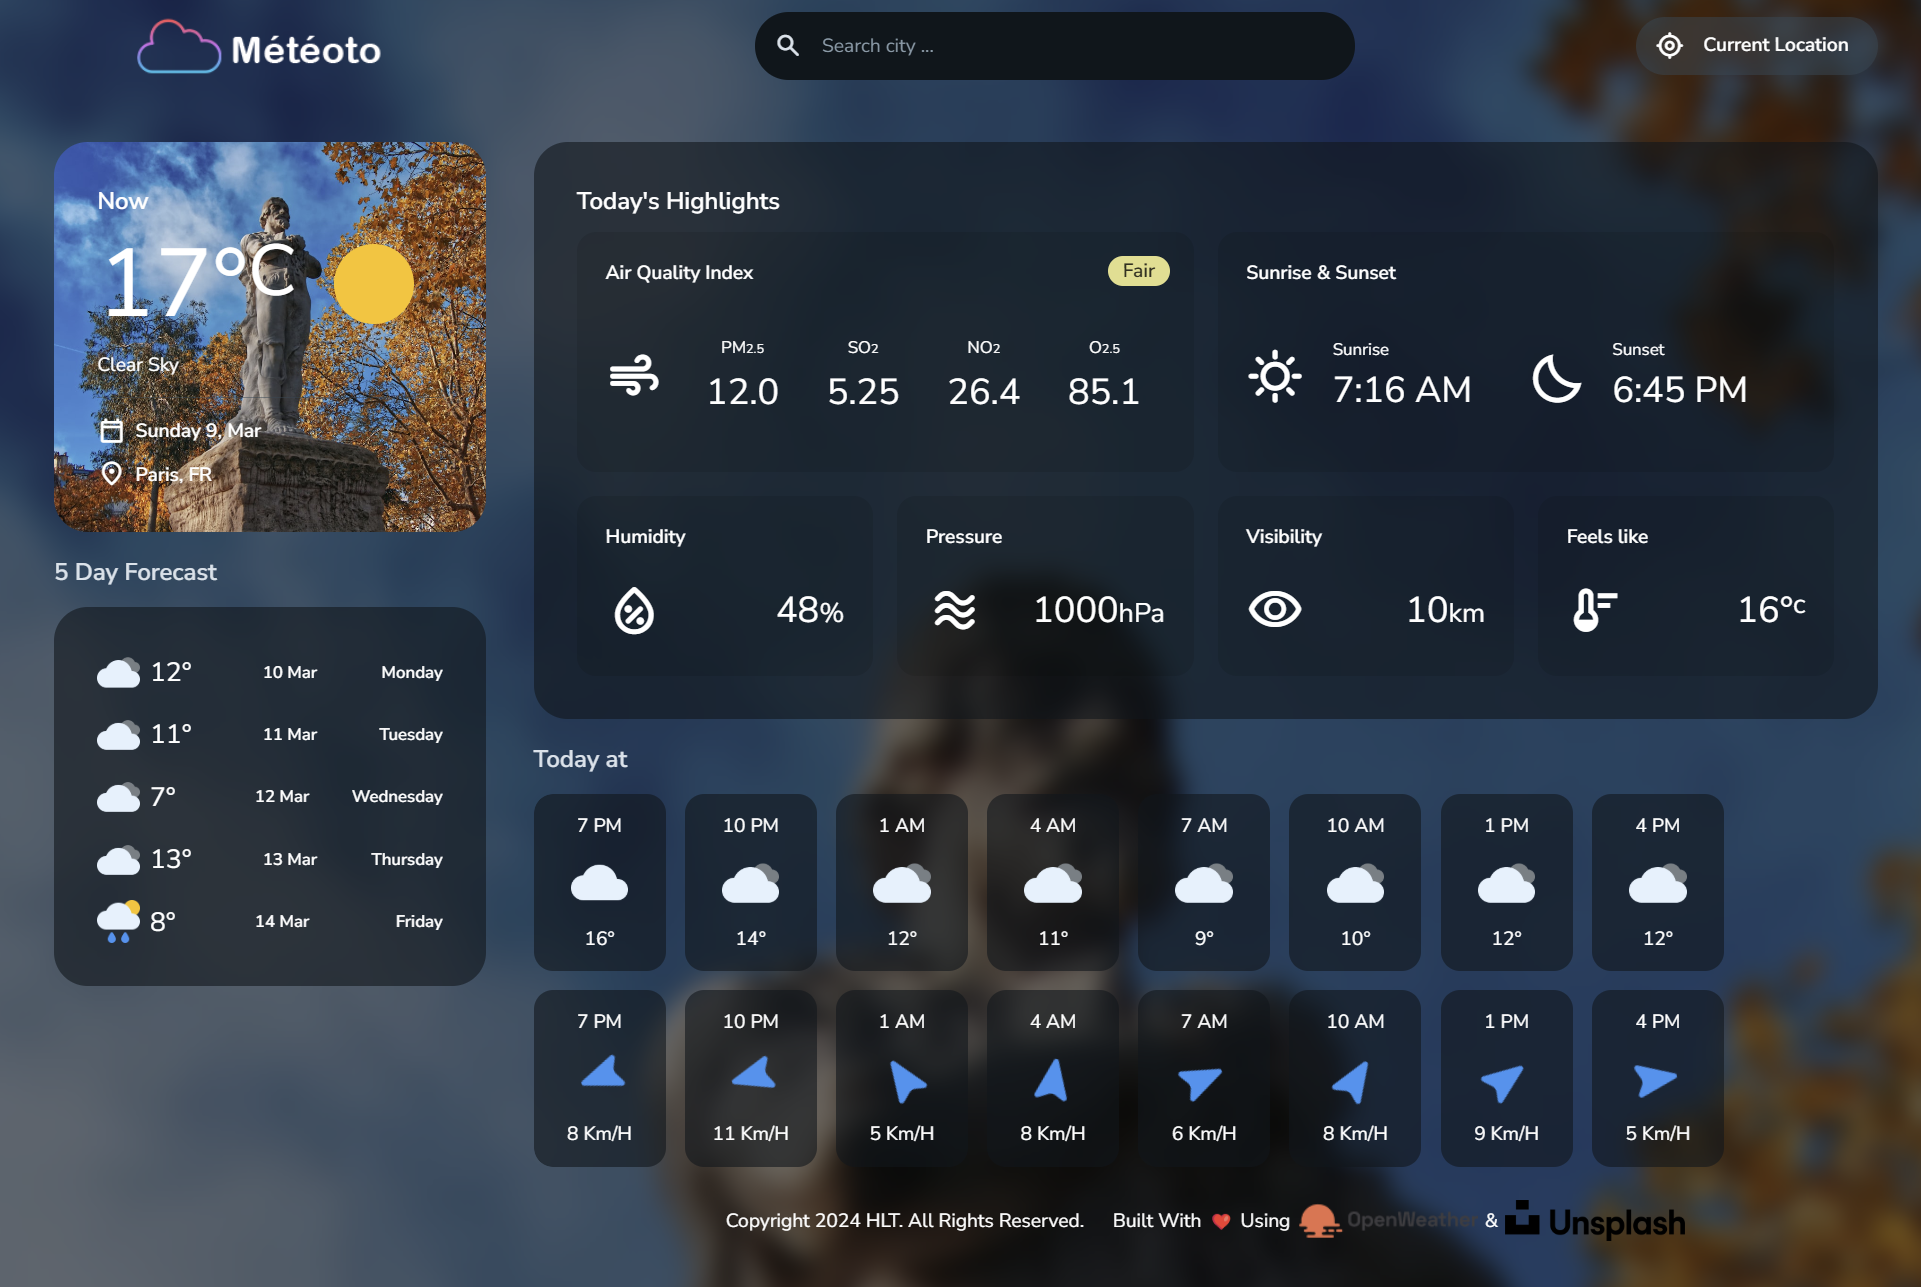 Météoto
Search city ...
Current Location
Now
17°C
Clear Sky
Sunday 9, Mar
Paris, FR
5 Day Forecast
12° 10 Mar Monday
11° 11 Mar Tuesday
7° 12 Mar Wednesday
13° 13 Mar Thursday
8° 14 Mar Friday
Today's Highlights
Air Quality Index Fair
PM2.5 SO2 NO2 O2.5
12.0 5.25 26.4 85.1
Sunrise & Sunset
Sunrise Sunset
7:16 AM 6:45 PM
Humidity
48%
Pressure
1000hPa
Visibility
10km
Feels like
16°C
Today at
7 PM 10 PM 1 AM 4 AM 7 AM 10 AM 1 PM 4 PM
16° 14° 12° 11° 9° 10° 12° 12°
7 PM 10 PM 1 AM 4 AM 7 AM 10 AM 1 PM 4 PM
8 Km/H 11 Km/H 5 Km/H 8 Km/H 6 Km/H 8 Km/H 9 Km/H 5 Km/H
Copyright 2024 HLT. All Rights Reserved. Built With ❤️ Using OpenWeather & Unsplash